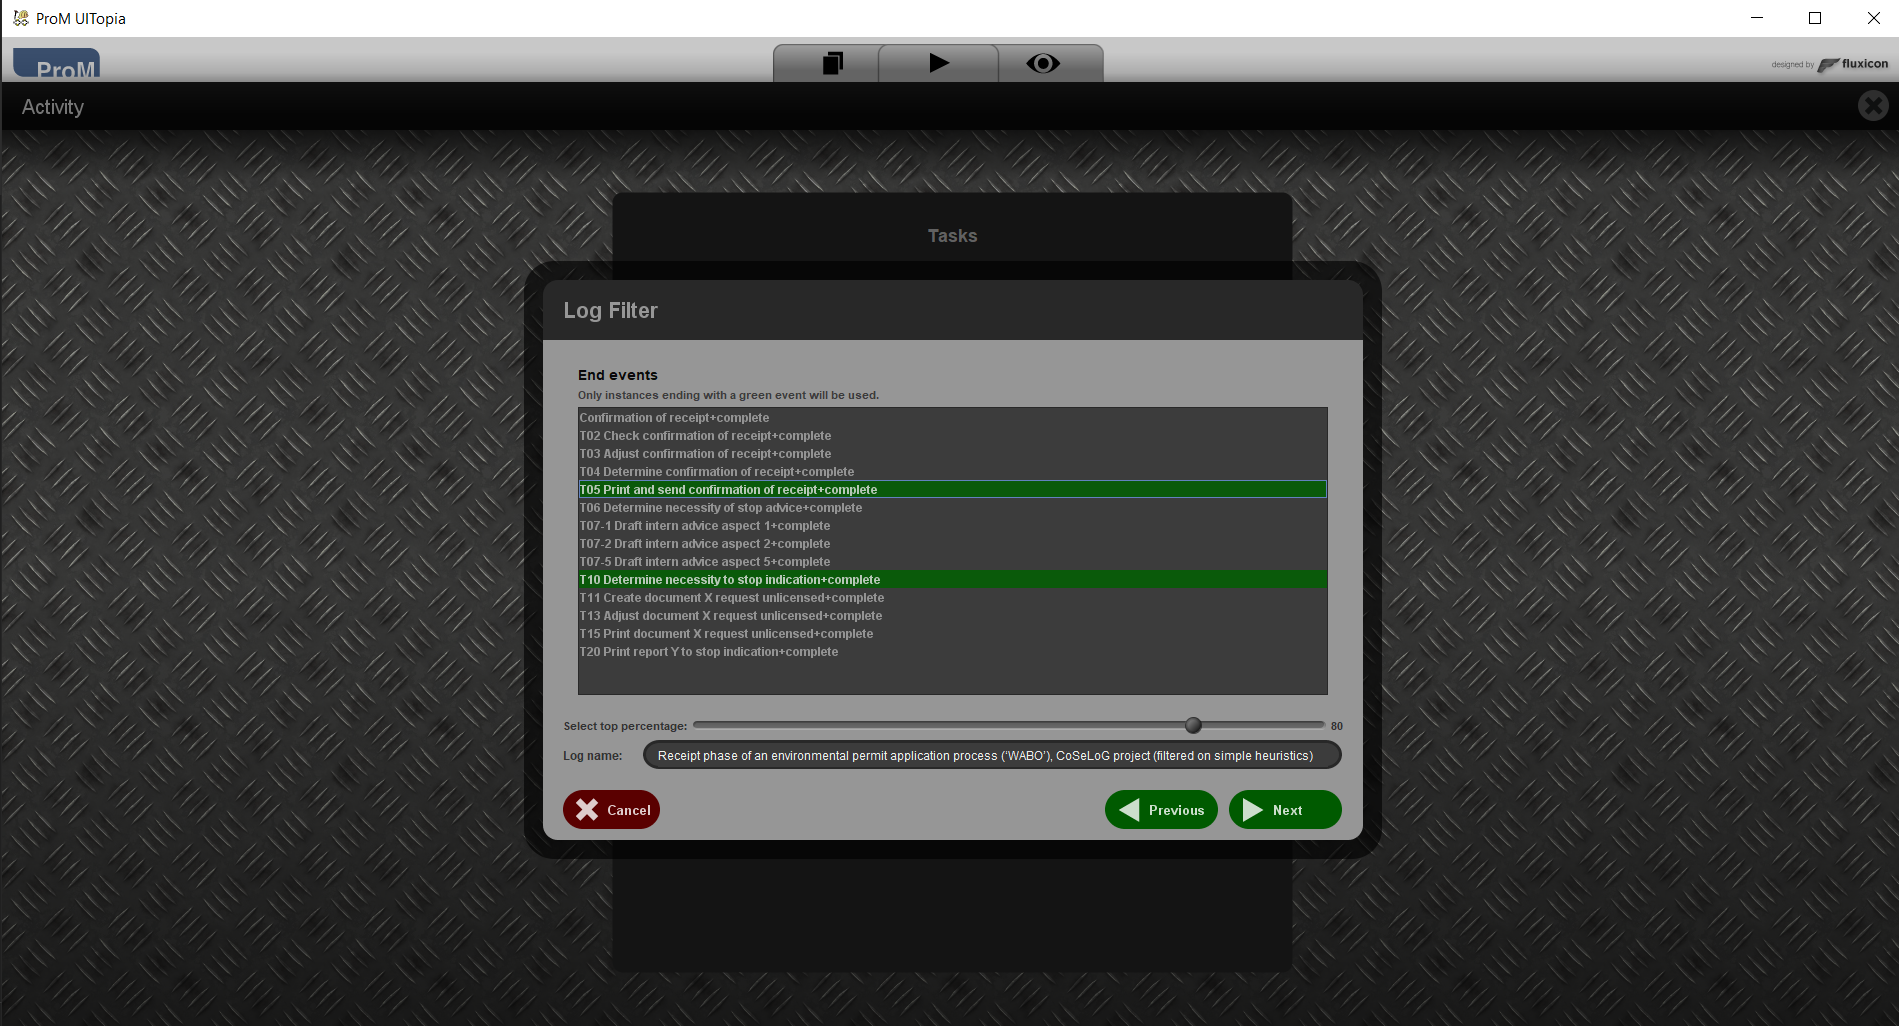 ProM UITopia
ProM
designed by fluxicon
Activity
Tasks
Log Filter
End events
Only instances ending with a green event will be used.
Confirmation of receipt+complete
T02 Check confirmation of receipt+complete
T03 Adjust confirmation of receipt+complete
T04 Determine confirmation of receipt+complete
T05 Print and send confirmation of receipt+complete
T06 Determine necessity of stop advice+complete
T07-1 Draft intern advice aspect 1+complete
T07-2 Draft intern advice aspect 2+complete
T07-5 Draft intern advice aspect 5+complete
T10 Determine necessity to stop indication+complete
T11 Create document X request unlicensed+complete
T13 Adjust document X request unlicensed+complete
T15 Print document X request unlicensed+complete
T20 Print report Y to stop indication+complete
Select top percentage: 80
Log name: Receipt phase of an environmental permit application process ('WABO'), CoSeLoG project (filtered on simple heuristics)
Cancel Previous Next